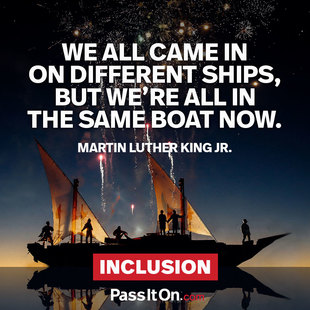 WE ALL CAME IN
ON DIFFERENT SHIPS,
BUT WE'RE ALL IN
THE SAME BOAT NOW.
MARTIN LUTHER KING JR.
INCLUSION
PassItOn.com